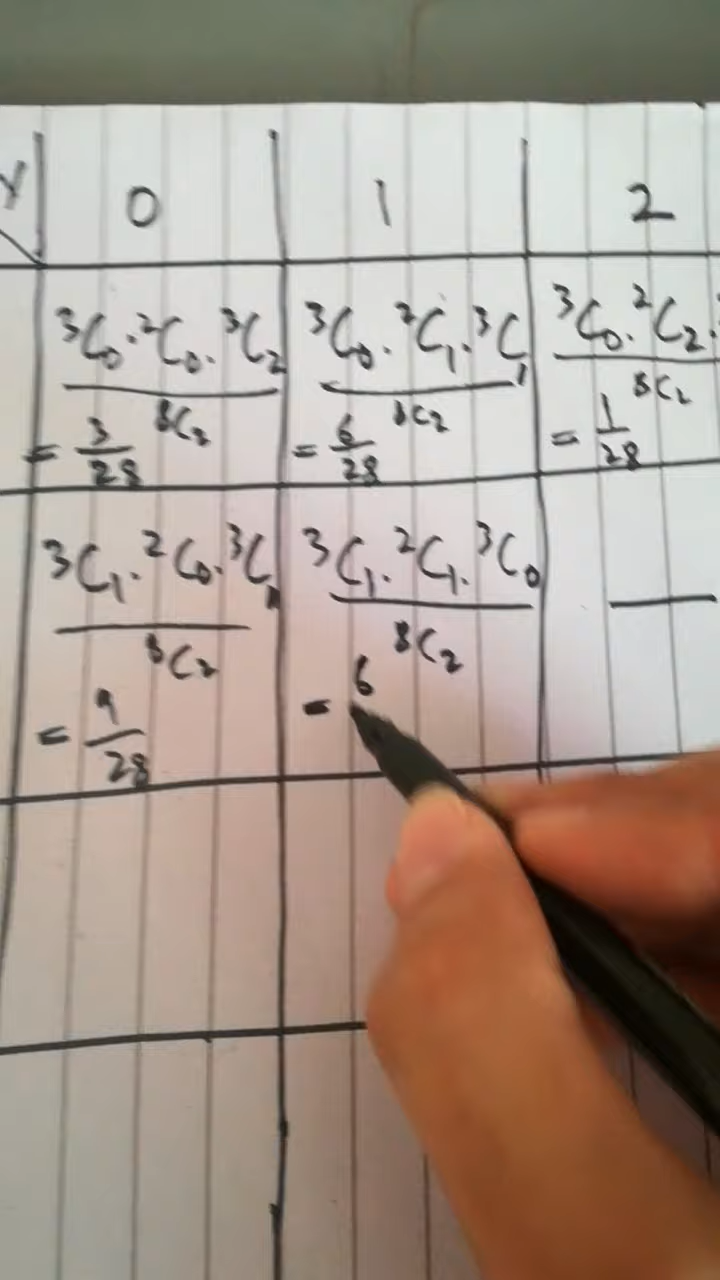 Y 0 1 2
³C₀.²C₀.³C₂ ³C₀.²C₁.³C₁ ³C₀.²C₂.
⁸C₂ ⁸C₂ ⁸C₂
= 3/28 = 6/28 = 1/28
³C₁.²C₀.³C₁ ³C₁.²C₁.³C₀ —
⁸C₂ ⁸C₂
= 9/28 = 6